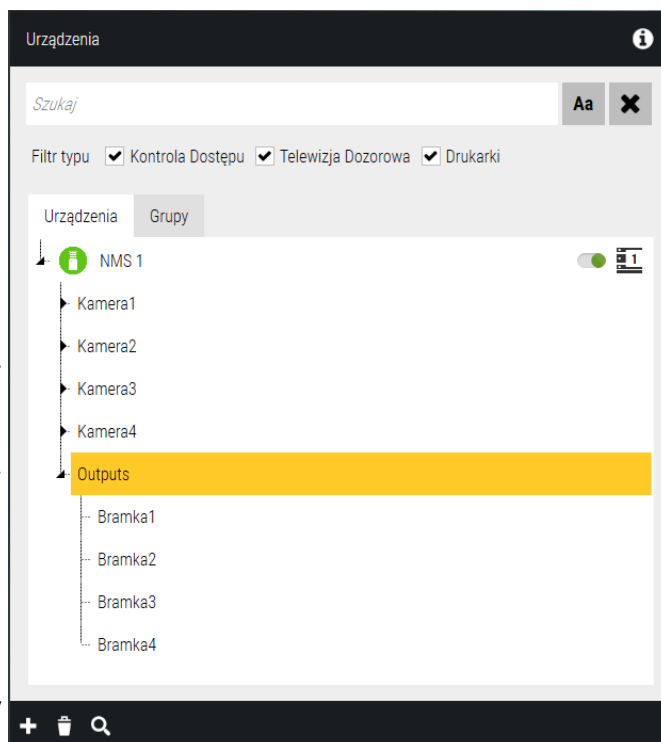 Urządzenia
Szukaj Aa
Filtr typu Kontrola Dostępu Telewizja Dozorowa Drukarki
Urządzenia Grupy
NMS 1 1
Kamera1
Kamera2
Kamera3
Kamera4
Outputs
Bramka1
Bramka2
Bramka3
Bramka4